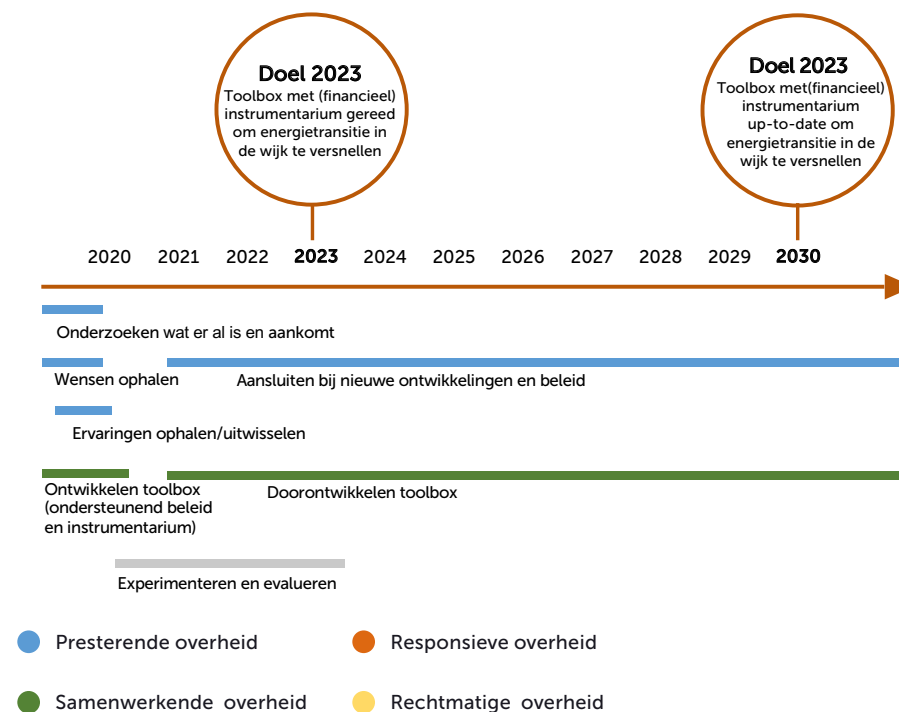 Doel 2023
Toolbox met (financieel)
instrumentarium gereed
om energietransitie in
de wijk te versnellen
Doel 2023
Toolbox met(financieel)
instrumentarium
up-to-date om
energietransitie in de
wijk te versnellen
2020 2021 2022 2023 2024 2025 2026 2027 2028 2029 2030
Onderzoeken wat er al is en aankomt
Wensen ophalen
Aansluiten bij nieuwe ontwikkelingen en beleid
Ervaringen ophalen/uitwisselen
Ontwikkelen toolbox
(ondersteunend beleid
en instrumentarium)
Doorontwikkelen toolbox
Experimenteren en evalueren
Presterende overheid
Responsieve overheid
Samenwerkende overheid
Rechtmatige overheid